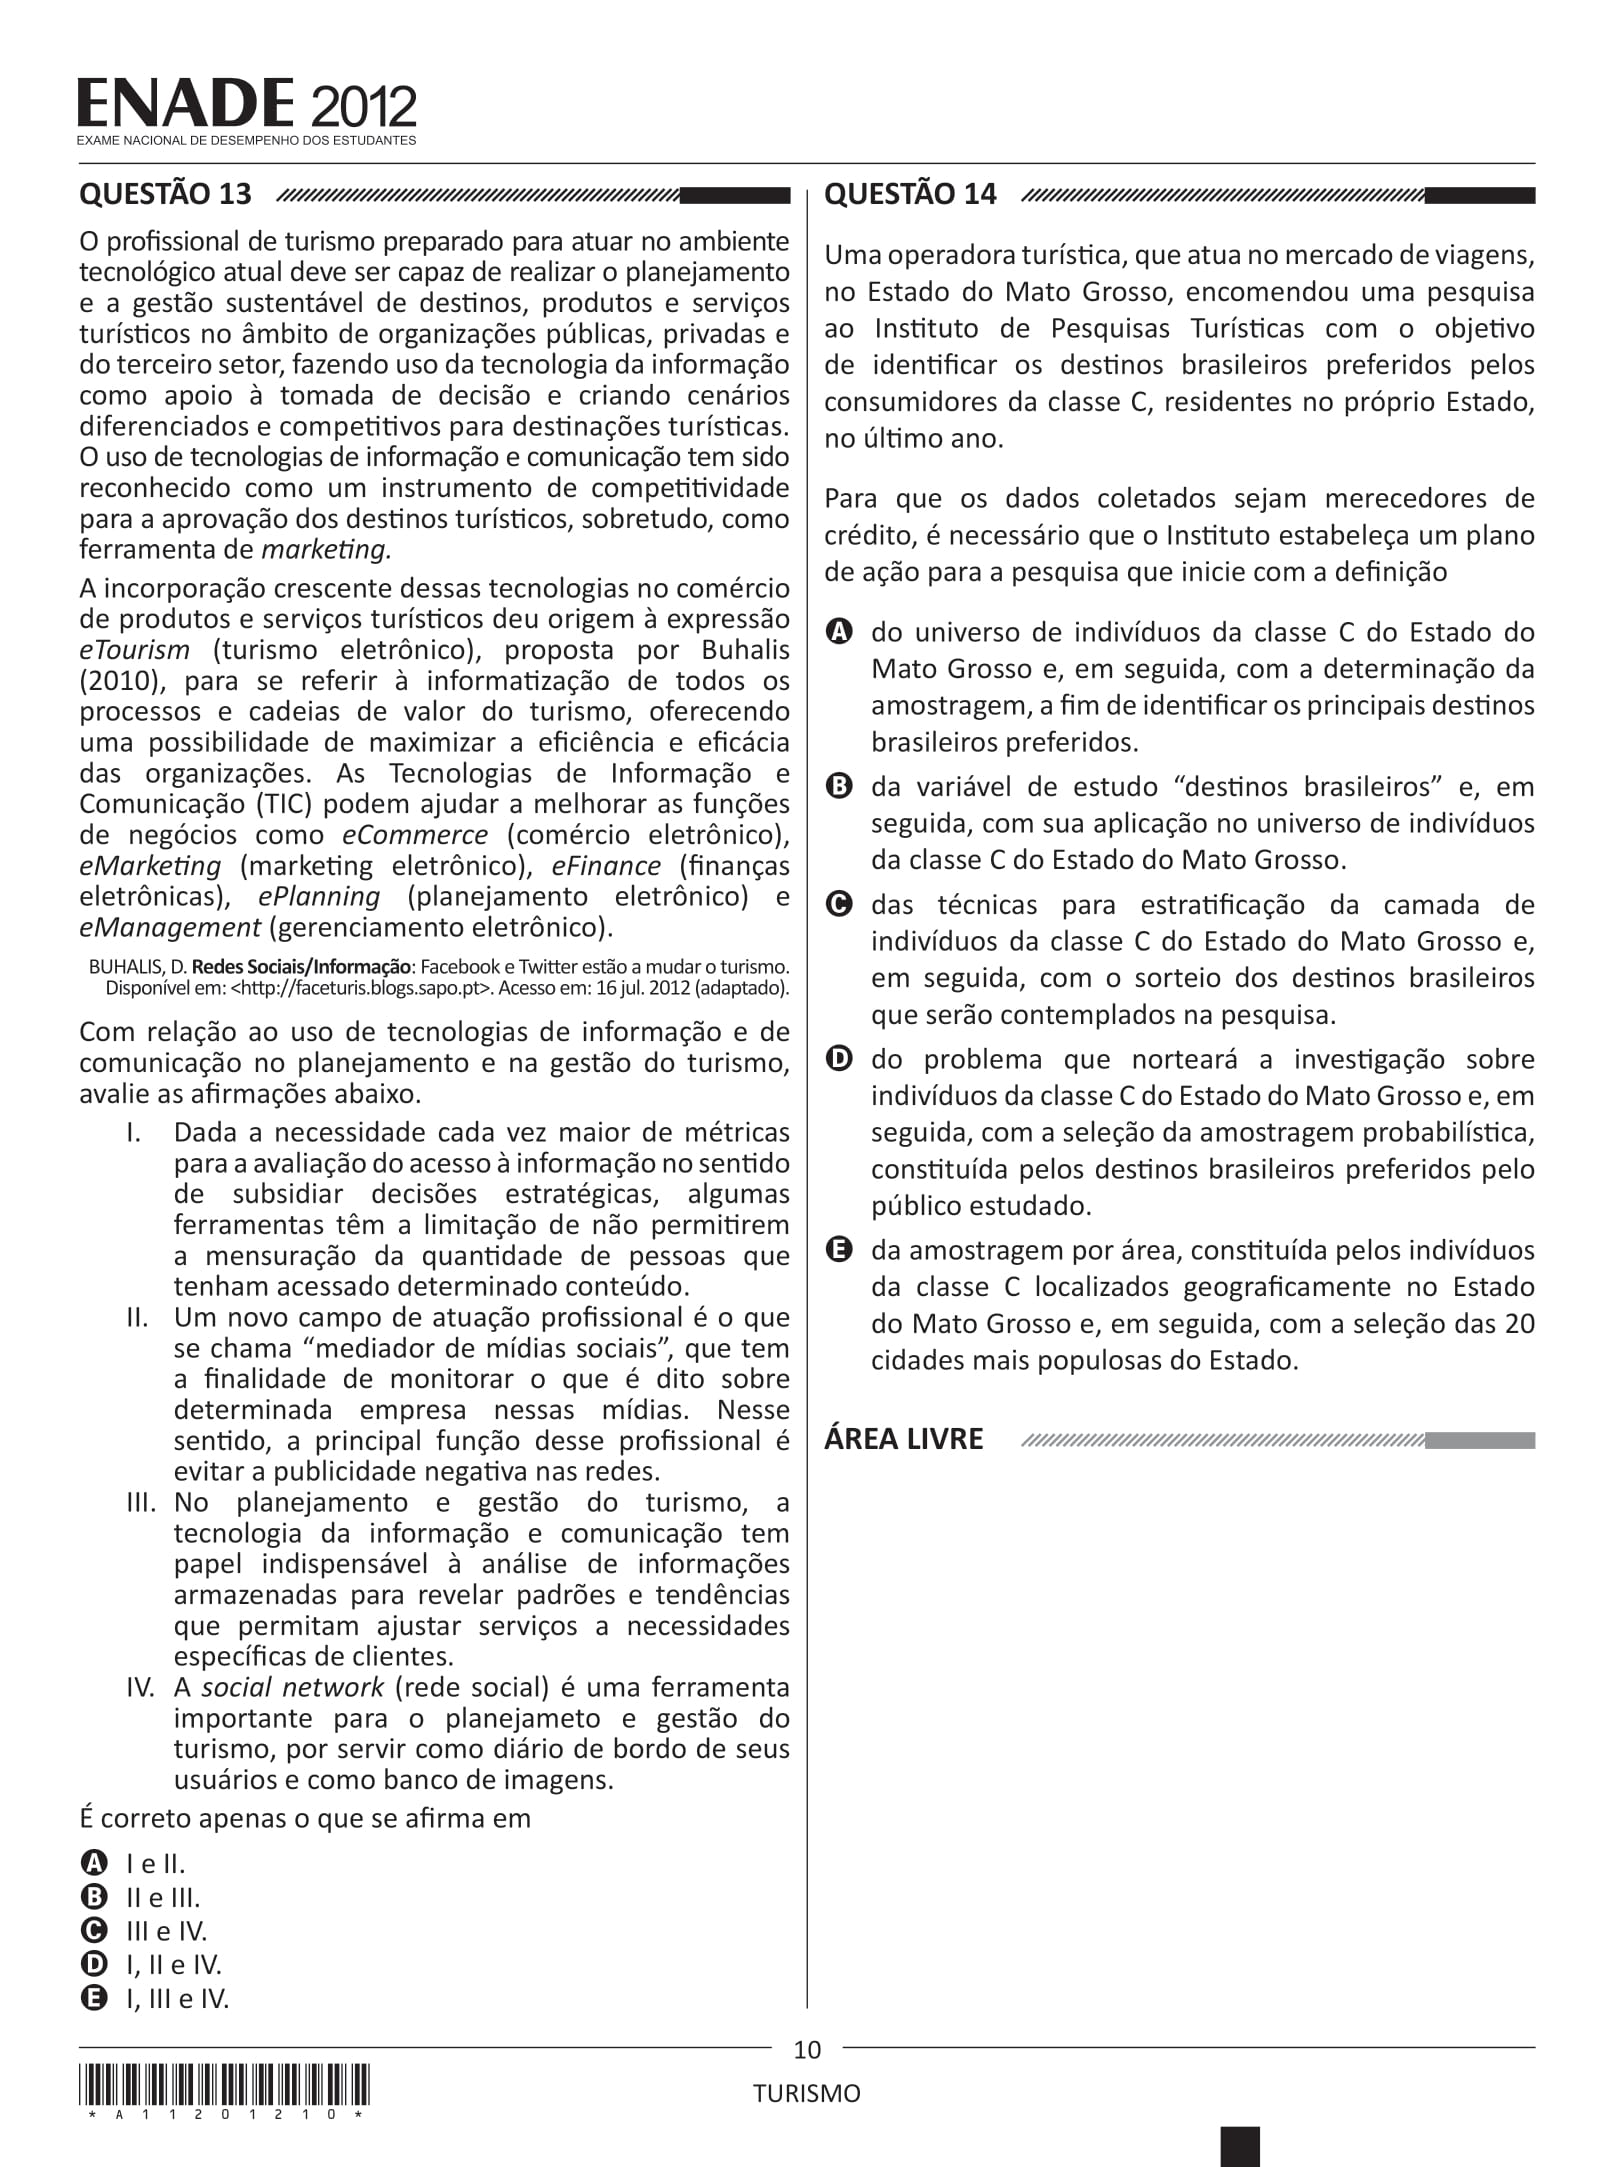 ENADE 2012
EXAME NACIONAL DE DESEMPENHO DOS ESTUDANTES
QUESTÃO 13
O profissional de turismo preparado para atuar no ambiente
tecnológico atual deve ser capaz de realizar o planejamento
e a gestão sustentável de destinos, produtos e serviços
turísticos no âmbito de organizações públicas, privadas e
do terceiro setor, fazendo uso da tecnologia da informação
como apoio à tomada de decisão e criando cenários
diferenciados e competitivos para destinações turísticas.
O uso de tecnologias de informação e comunicação tem sido
reconhecido como um instrumento de competitividade
para a aprovação dos destinos turísticos, sobretudo, como
ferramenta de marketing.
A incorporação crescente dessas tecnologias no comércio
de produtos e serviços turísticos deu origem à expressão
eTourism (turismo eletrônico), proposta por Buhalis
(2010), para se referir à informatização de todos os
processos e cadeias de valor do turismo, oferecendo
uma possibilidade de maximizar a eficiência e eficácia
das organizações. As Tecnologias de Informação e
Comunicação (TIC) podem ajudar a melhorar as funções
de negócios como eCommerce (comércio eletrônico),
eMarketing (marketing eletrônico), eFinance (finanças
eletrônicas), ePlanning (planejamento eletrônico) e
eManagement (gerenciamento eletrônico).
BUHALIS, D. Redes Sociais/Informação: Facebook e Twitter estão a mudar o turismo.
Disponível em: <http://faceturis.blogs.sapo.pt>. Acesso em: 16 jul. 2012 (adaptado).
Com relação ao uso de tecnologias de informação e de
comunicação no planejamento e na gestão do turismo,
avalie as afirmações abaixo.
I. Dada a necessidade cada vez maior de métricas
para a avaliação do acesso à informação no sentido
de subsidiar decisões estratégicas, algumas
ferramentas têm a limitação de não permitirem
a mensuração da quantidade de pessoas que
tenham acessado determinado conteúdo.
II. Um novo campo de atuação profissional é o que
se chama “mediador de mídias sociais”, que tem
a finalidade de monitorar o que é dito sobre
determinada empresa nessas mídias. Nesse
sentido, a principal função desse profissional é
evitar a publicidade negativa nas redes.
III. No planejamento e gestão do turismo, a
tecnologia da informação e comunicação tem
papel indispensável à análise de informações
armazenadas para revelar padrões e tendências
que permitam ajustar serviços a necessidades
específicas de clientes.
IV. A social network (rede social) é uma ferramenta
importante para o planejameto e gestão do
turismo, por servir como diário de bordo de seus
usuários e como banco de imagens.
É correto apenas o que se afirma em
A I e II.
B II e III.
C III e IV.
D I, II e IV.
E I, III e IV.
QUESTÃO 14
Uma operadora turística, que atua no mercado de viagens,
no Estado do Mato Grosso, encomendou uma pesquisa
ao Instituto de Pesquisas Turísticas com o objetivo
de identificar os destinos brasileiros preferidos pelos
consumidores da classe C, residentes no próprio Estado,
no último ano.
Para que os dados coletados sejam merecedores de
crédito, é necessário que o Instituto estabeleça um plano
de ação para a pesquisa que inicie com a definição
A do universo de indivíduos da classe C do Estado do
Mato Grosso e, em seguida, com a determinação da
amostragem, a fim de identificar os principais destinos
brasileiros preferidos.
B da variável de estudo “destinos brasileiros” e, em
seguida, com sua aplicação no universo de indivíduos
da classe C do Estado do Mato Grosso.
C das técnicas para estratificação da camada de
indivíduos da classe C do Estado do Mato Grosso e,
em seguida, com o sorteio dos destinos brasileiros
que serão contemplados na pesquisa.
D do problema que norteará a investigação sobre
indivíduos da classe C do Estado do Mato Grosso e, em
seguida, com a seleção da amostragem probabilística,
constituída pelos destinos brasileiros preferidos pelo
público estudado.
E da amostragem por área, constituída pelos indivíduos
da classe C localizados geograficamente no Estado
do Mato Grosso e, em seguida, com a seleção das 20
cidades mais populosas do Estado.
ÁREA LIVRE
10
TURISMO
* A 1 1 2 0 1 2 1 0 *